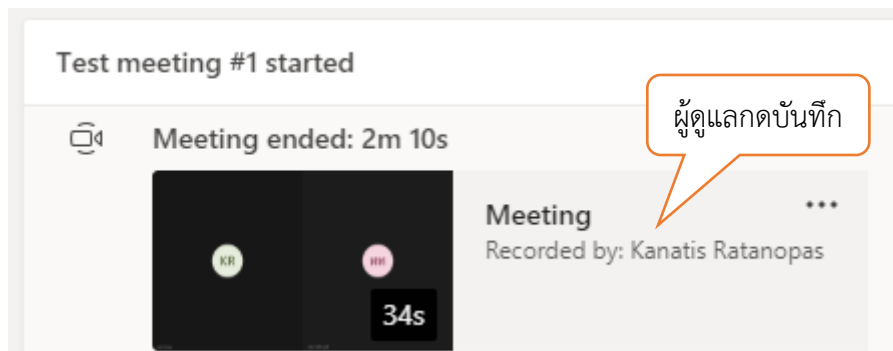 Test meeting #1 started
ผู้ดูแลกดบันทึก
Meeting ended: 2m 10s
Meeting
•••
Recorded by: Kanatis Ratanopas
KR
34s